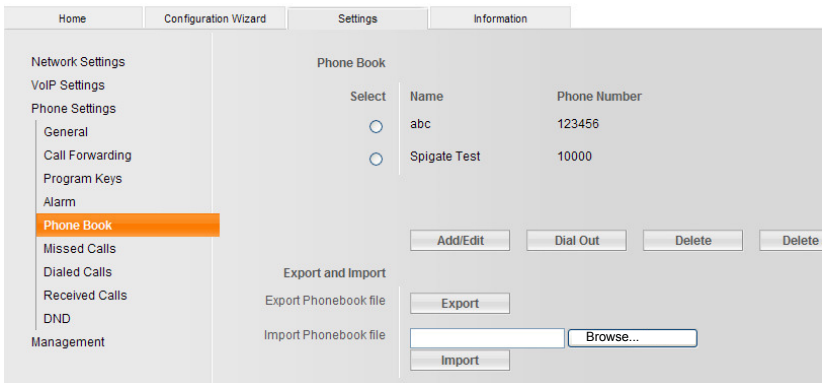 Home Configuration Wizard Settings Information
Network Settings
VoIP Settings
Phone Settings
General
Call Forwarding
Program Keys
Alarm
Phone Book
Missed Calls
Dialed Calls
Received Calls
DND
Management
Phone Book
Select Name Phone Number
abc 123456
Spigate Test 10000
Add/Edit Dial Out Delete Delete
Export and Import
Export Phonebook file Export
Import Phonebook file Browse...
Import